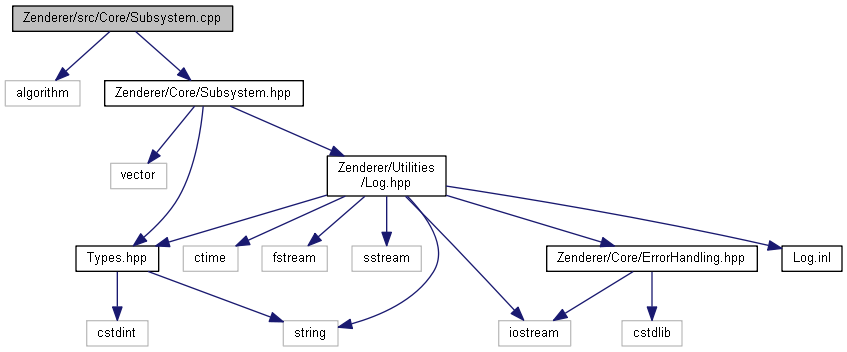 Zenderer/src/Core/Subsystem.cpp
algorithm
Zenderer/Core/Subsystem.hpp
vector
Zenderer/Utilities
/Log.hpp
Types.hpp
ctime
fstream
sstream
Zenderer/Core/ErrorHandling.hpp
Log.inl
cstdint
string
iostream
cstdlib